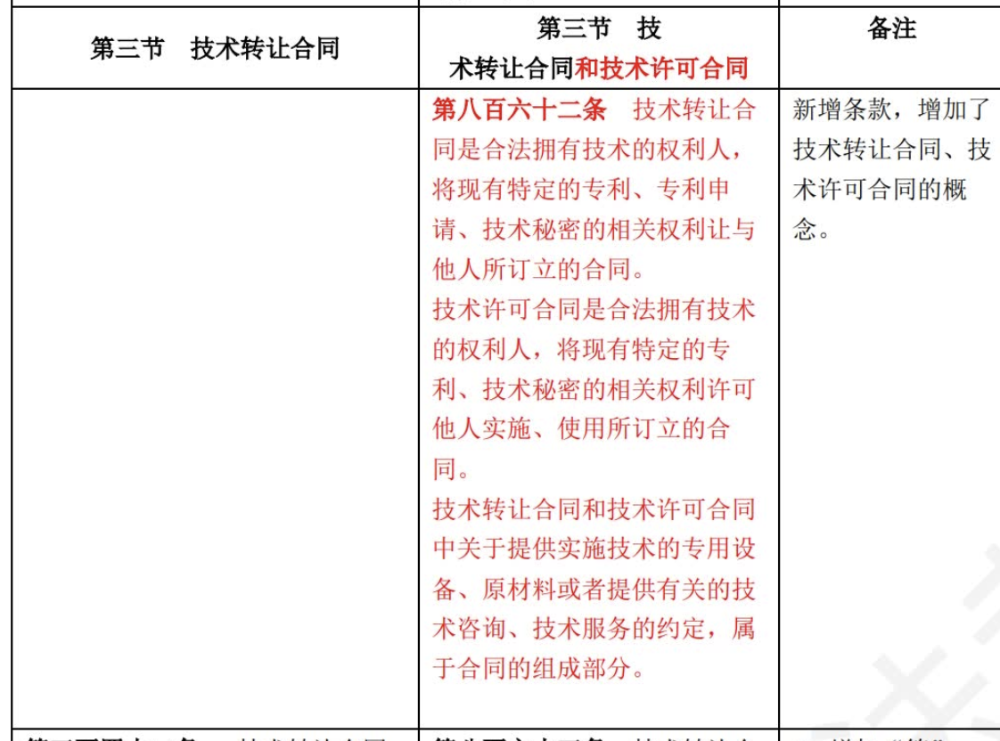 第三节　技术转让合同
第三节　技
术转让合同和技术许可合同
备注
第八百六十二条　技术转让合
同是合法拥有技术的权利人，
将现有特定的专利、专利申
请、技术秘密的相关权利让与
他人所订立的合同。
技术许可合同是合法拥有技术
的权利人，将现有特定的专
利、技术秘密的相关权利许可
他人实施、使用所订立的合
同。
技术转让合同和技术许可合同
中关于提供实施技术的专用设
备、原材料或者提供有关的技
术咨询、技术服务的约定，属
于合同的组成部分。
新增条款，增加了
技术转让合同、技
术许可合同的概
念。